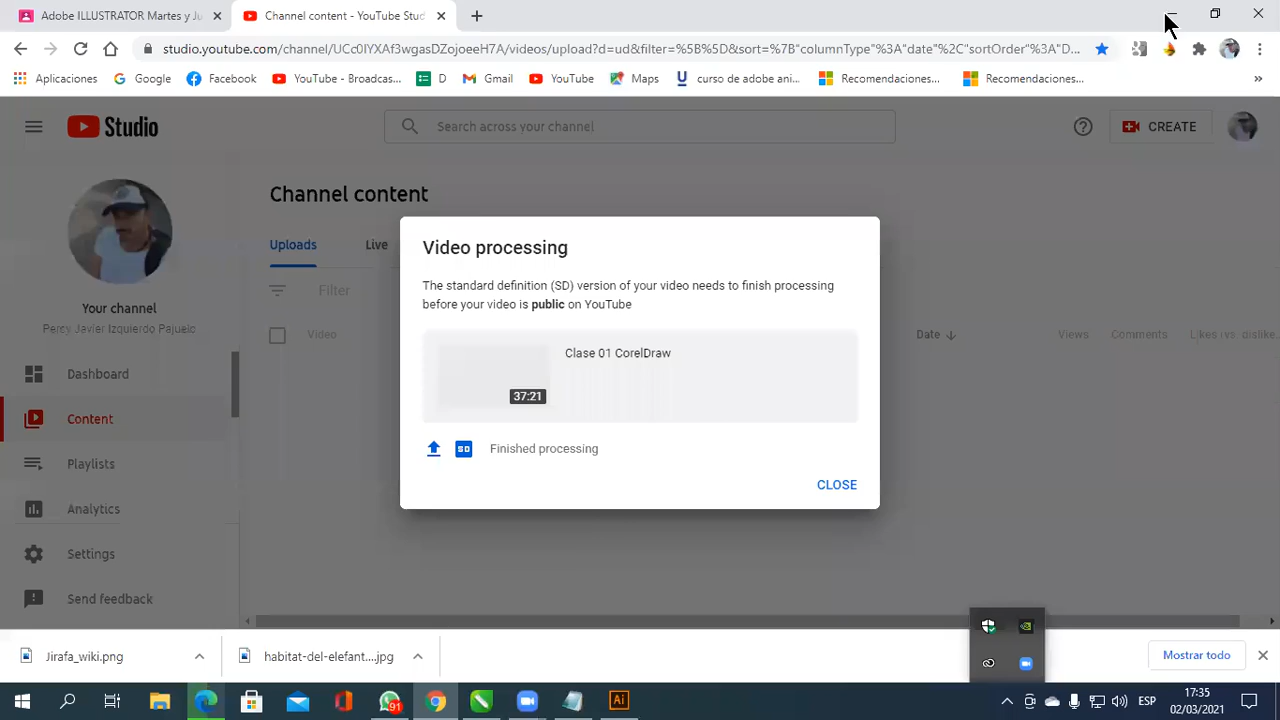 Adobe ILLUSTRATOR Martes y Ju
Channel content - YouTube Stud
studio.youtube.com/channel/UCc0IYXAf3wgasDZojoeeH7A/videos/upload?d=ud&filter=%5B%5D&sort=%7B"columnType"%3A"date"%2C"sortOrder"%3A"D...
Aplicaciones
Google
Facebook
YouTube - Broadcas...
D
Gmail
YouTube
Maps
curso de adobe ani...
Recomendaciones...
Recomendaciones...
»
Studio
Search across your channel
CREATE
Channel content
Uploads
Live
Filter
Your channel
Percy Javier Izquierdo Pajuelo
Video
Date
Views
Comments
Likes (vs. dislike
Dashboard
Content
Playlists
Analytics
Settings
Send feedback
Video processing
The standard definition (SD) version of your video needs to finish processing
before your video is public on YouTube
Clase 01 CorelDraw
37:21
SD
Finished processing
CLOSE
Jirafa_wiki.png
habitat-del-elefant....jpg
Mostrar todo
91
Ai
ESP
17:35
02/03/2021